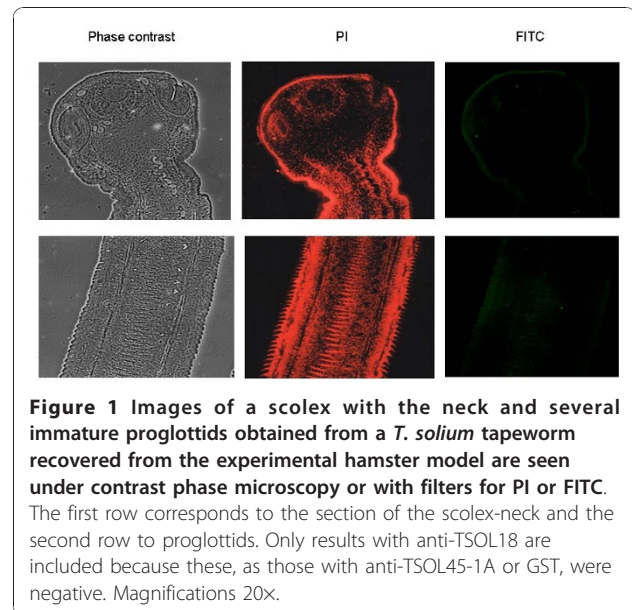 Phase contrast PI FITC
Figure 1 Images of a scolex with the neck and several
immature proglottids obtained from a T. solium tapeworm
recovered from the experimental hamster model are seen
under contrast phase microscopy or with filters for PI or FITC.
The first row corresponds to the section of the scolex-neck and the
second row to proglottids. Only results with anti-TSOL18 are
included because these, as those with anti-TSOL45-1A or GST, were
negative. Magnifications 20×.